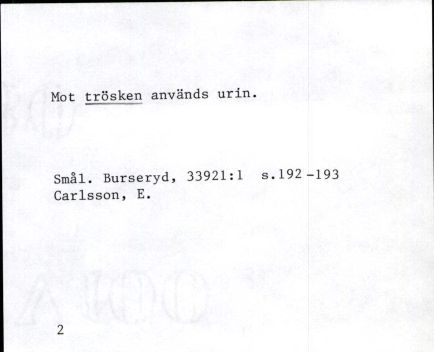 Mot trösken används urin.
Smål. Burseryd, 33921:1 s.192-193
Carlsson, E.
2